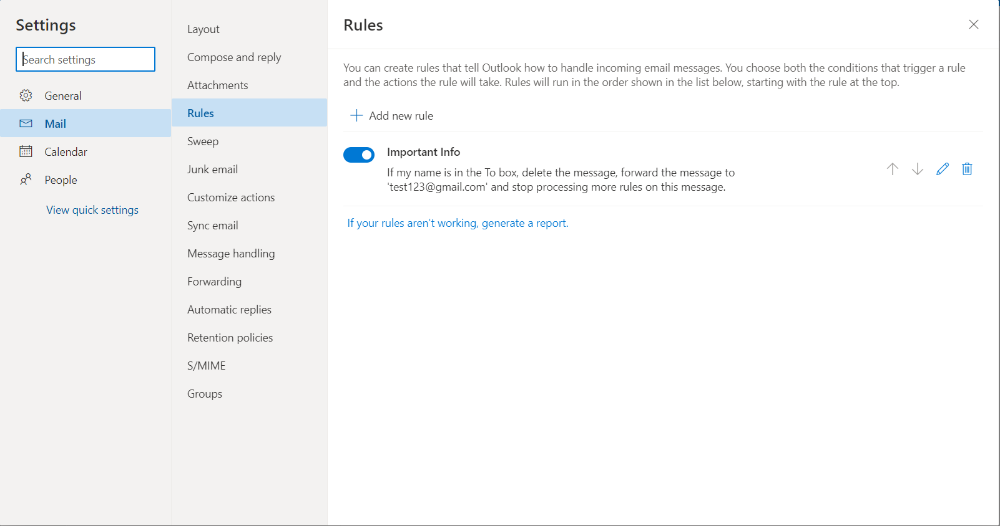 Settings
Search settings
General
Mail
Calendar
People
View quick settings
Layout
Compose and reply
Attachments
Rules
Sweep
Junk email
Customize actions
Sync email
Message handling
Forwarding
Automatic replies
Retention policies
S/MIME
Groups
Rules
You can create rules that tell Outlook how to handle incoming email messages. You choose both the conditions that trigger a rule
and the actions the rule will take. Rules will run in the order shown in the list below, starting with the rule at the top.
Add new rule
Important Info
If my name is in the To box, delete the message, forward the message to
'test123@gmail.com' and stop processing more rules on this message.
If your rules aren't working, generate a report.